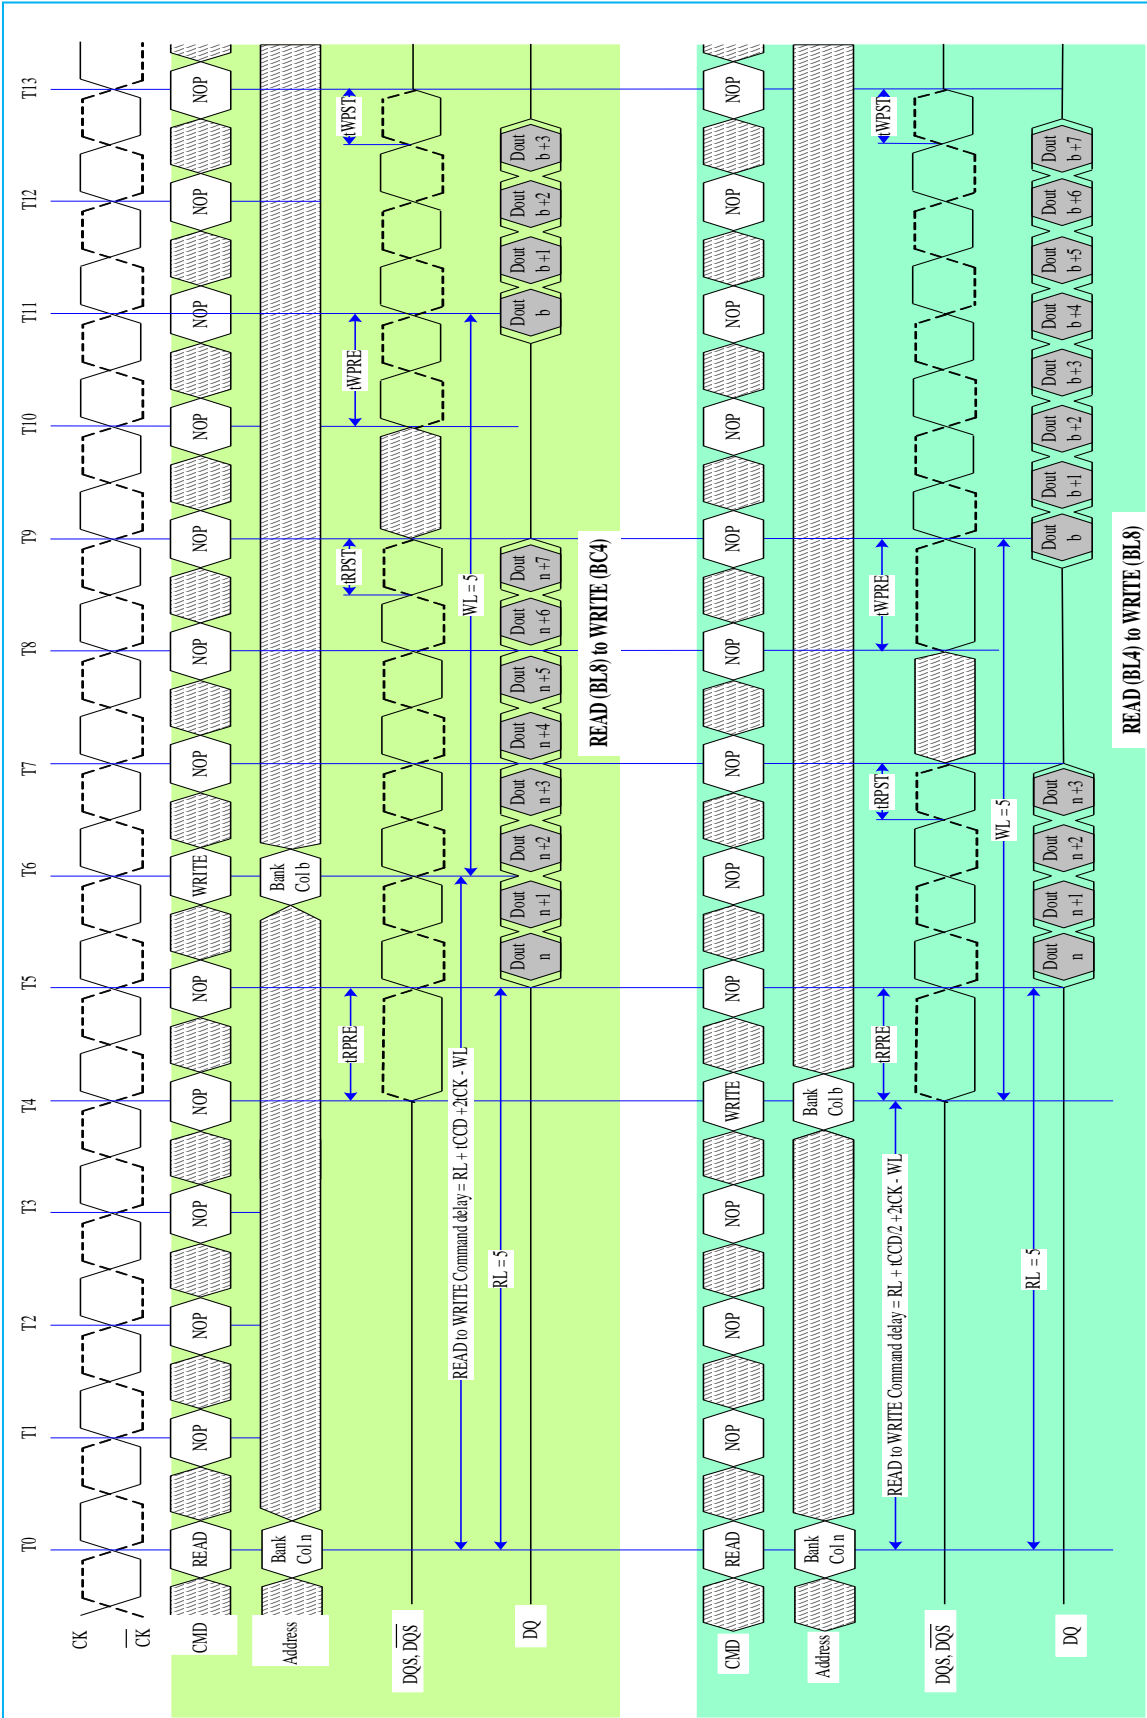 T0 T1 T2 T3 T4 T5 T6 T7 T8 T9 T10 T11 T12 T13
CK
CK
CMD READ NOP NOP NOP NOP NOP WRITE NOP NOP NOP NOP NOP NOP NOP
Address Bank Col n Bank Col b
tRPRE tRPST tWPRE tWPST
DQS, DQS
READ to WRITE Command delay = RL + tCCD +2tCK - WL WL = 5
RL = 5
DQ Dout n Dout n+1 Dout n+2 Dout n+3 Dout n+4 Dout n+5 Dout n+6 Dout n+7 Dout b Dout b+1 Dout b+2 Dout b+3
READ (BL8) to WRITE (BC4)
CMD READ NOP NOP NOP WRITE NOP NOP NOP NOP NOP NOP NOP NOP NOP
Address Bank Col n Bank Col b
READ to WRITE Command delay = RL + tCCD/2 +2tCK - WL tRPRE tRPST tWPRE tWPST
DQS, DQS
RL = 5 WL = 5
DQ Dout n Dout n+1 Dout n+2 Dout n+3 Dout b Dout b+1 Dout b+2 Dout b+3 Dout b+4 Dout b+5 Dout b+6 Dout b+7
READ (BL4) to WRITE (BL8)